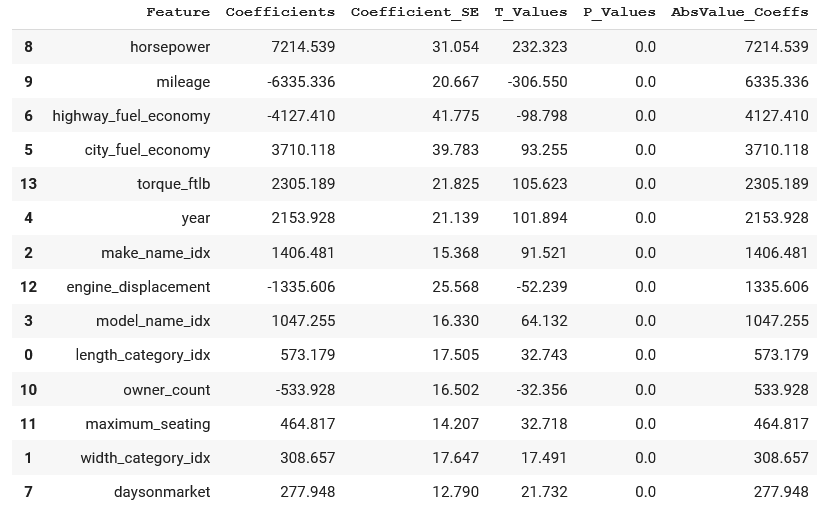 Feature Coefficients Coefficient_SE T_Values P_Values AbsValue_Coeffs
8 horsepower 7214.539 31.054 232.323 0.0 7214.539
9 mileage -6335.336 20.667 -306.550 0.0 6335.336
6 highway_fuel_economy -4127.410 41.775 -98.798 0.0 4127.410
5 city_fuel_economy 3710.118 39.783 93.255 0.0 3710.118
13 torque_ftlb 2305.189 21.825 105.623 0.0 2305.189
4 year 2153.928 21.139 101.894 0.0 2153.928
2 make_name_idx 1406.481 15.368 91.521 0.0 1406.481
12 engine_displacement -1335.606 25.568 -52.239 0.0 1335.606
3 model_name_idx 1047.255 16.330 64.132 0.0 1047.255
0 length_category_idx 573.179 17.505 32.743 0.0 573.179
10 owner_count -533.928 16.502 -32.356 0.0 533.928
11 maximum_seating 464.817 14.207 32.718 0.0 464.817
1 width_category_idx 308.657 17.647 17.491 0.0 308.657
7 daysonmarket 277.948 12.790 21.732 0.0 277.948